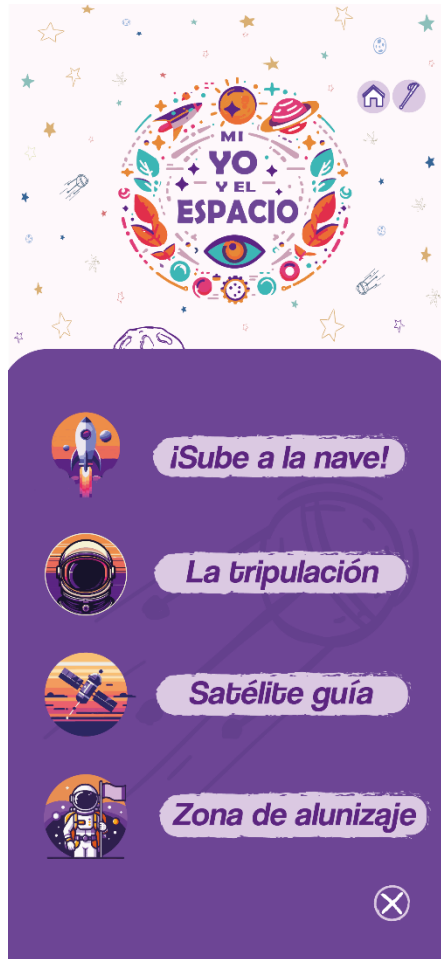 MI
YO
Y EL
ESPACIO
¡Sube a la nave!
La tripulación
Satélite guía
Zona de alunizaje